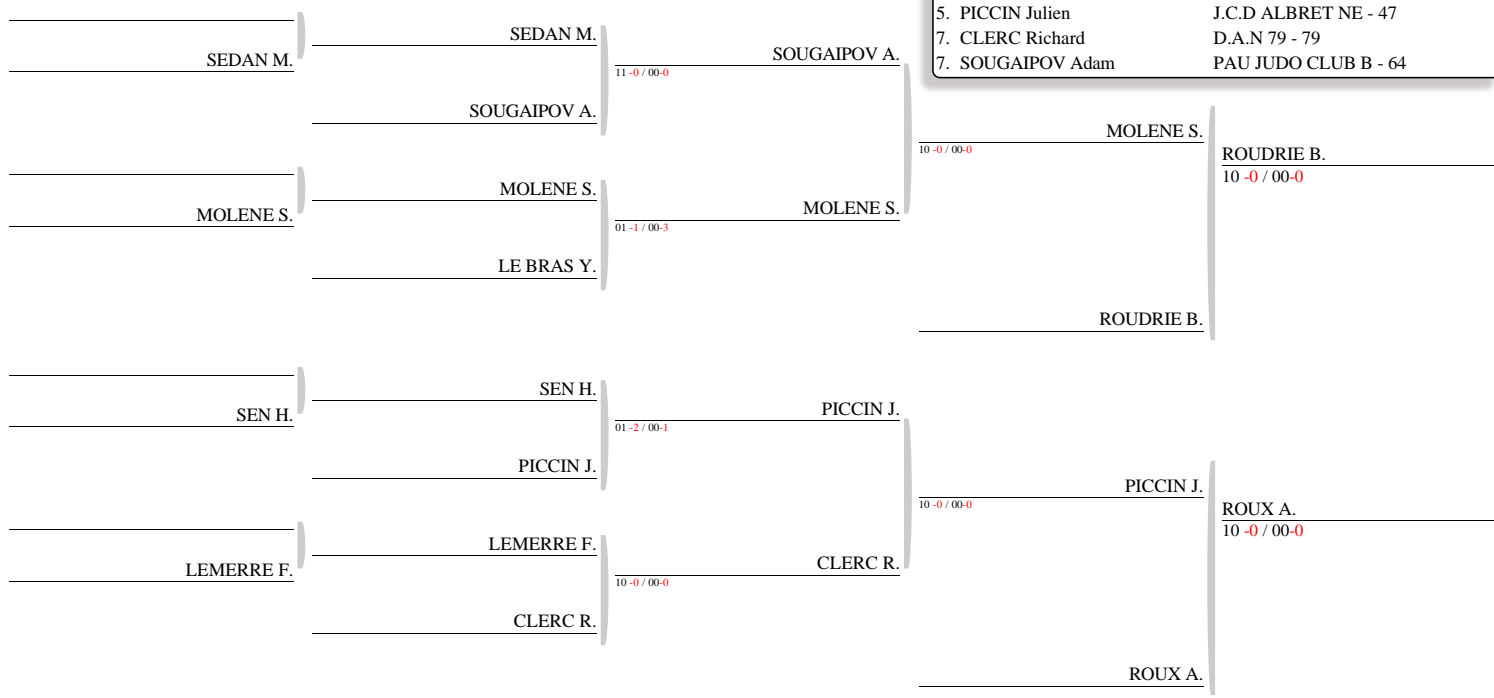 5. PICCIN Julien J.C.D ALBRET NE - 47
7. CLERC Richard D.A.N 79 - 79
7. SOUGAIPOV Adam PAU JUDO CLUB B - 64
SEDAN M.
SEDAN M.
SOUGAIPOV A.
11 -0 / 00-0
SOUGAIPOV A.
MOLENE S.
10 -0 / 00-0
ROUDRIE B.
10 -0 / 00-0
MOLENE S.
MOLENE S.
MOLENE S.
01 -1 / 00-3
LE BRAS Y.
ROUDRIE B.
SEN H.
SEN H.
PICCIN J.
01 -2 / 00-1
PICCIN J.
PICCIN J.
10 -0 / 00-0
ROUX A.
10 -0 / 00-0
LEMERRE F.
LEMERRE F.
CLERC R.
10 -0 / 00-0
CLERC R.
ROUX A.